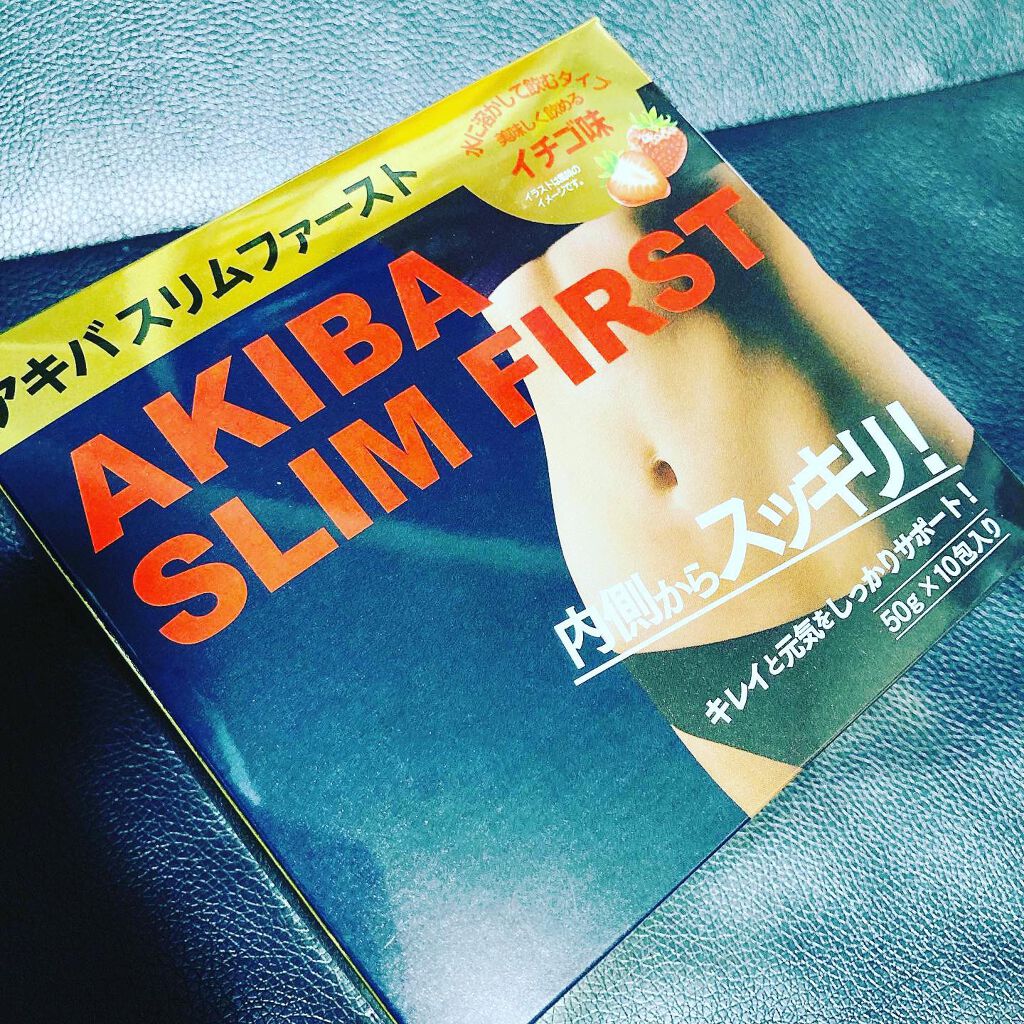 水に溶かして飲むタイプ
美味しく飲める
イチゴ味
イラストは風味の
イメージです。
アキバ スリムファースト
AKIBA
SLIM FIRST
内側からスッキリ!
キレイと元気をしっかりサポート!
50g × 10包入り